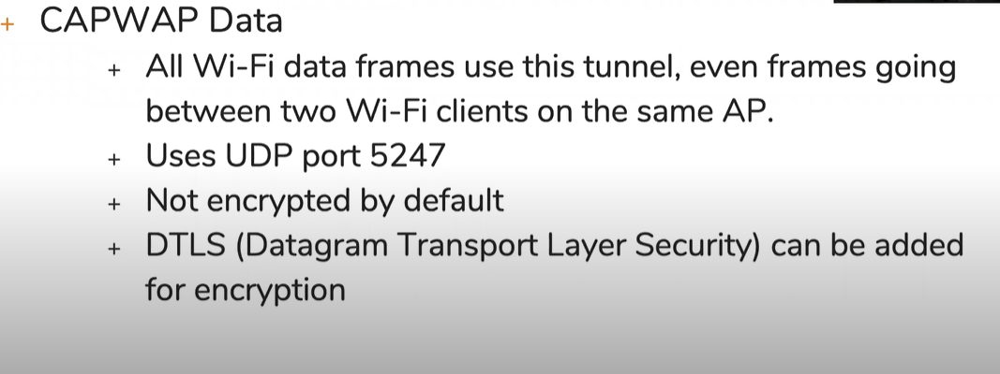 + CAPWAP Data
+ All Wi-Fi data frames use this tunnel, even frames going
between two Wi-Fi clients on the same AP.
+ Uses UDP port 5247
+ Not encrypted by default
+ DTLS (Datagram Transport Layer Security) can be added
for encryption